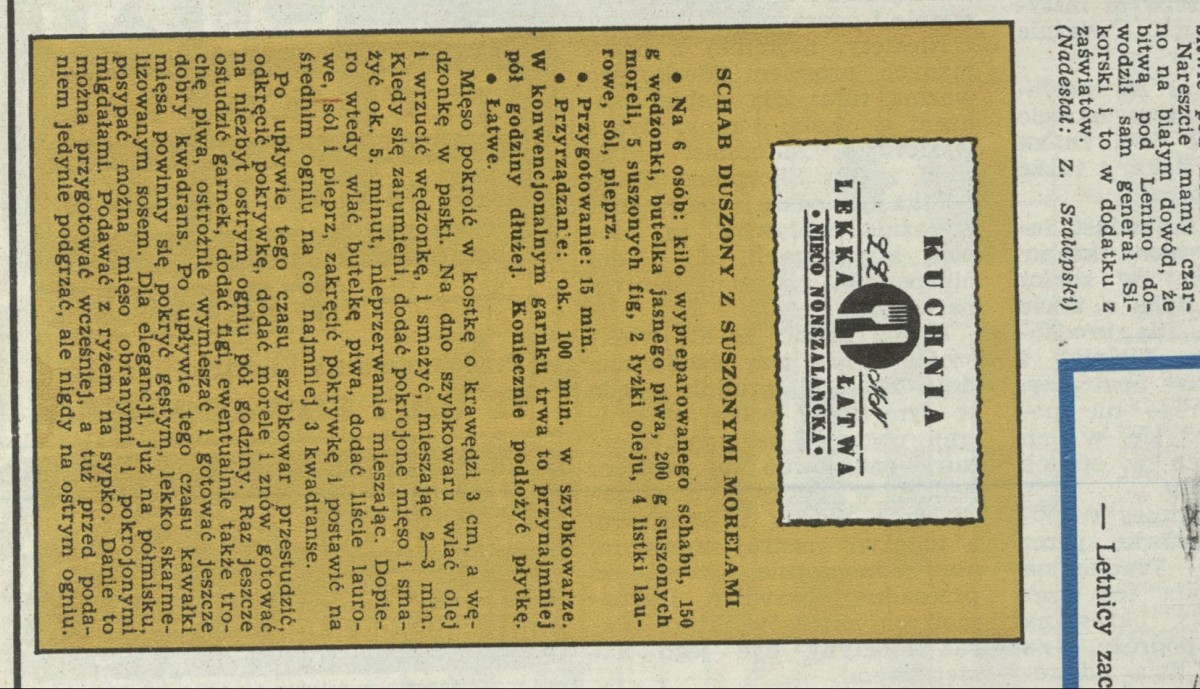 Nareszcie mamy czar-
no na białym dowód, że
bitwą pod Lenino do-
wodził sam generał Si-
korski i to w dodatku z
zaświatów.
(Nadesłał: Z. Szałapski)
— Letnicy zac
KUCHNIA
LEKKA ŁATWA
• NIECO NONSZALANCKA •
SCHAB DUSZONY Z SUSZONYMI MORELAMI
• Na 6 osób: kilo wypreparowanego schabu, 150
g wędzonki, butelka jasnego piwa, 200 g suszonych
moreli, 5 suszonych fig, 2 łyżki oleju, 4 listki lau-
rowe, sól, pieprz.
• Przygotowanie: 15 min.
• Przyrządzan'e: ok. 100 min. w szybkowarze.
W konwencjonalnym garnku trwa to przynajmniej
pół godziny dłużej. Koniecznie podłożyć płytkę.
• Łatwe.
Mięso pokroić w kostkę o krawędzi 3 cm, a wę-
dzonkę w paski. Na dno szybkowaru wlać olej
i wrzucić wędzonkę, i smażyć, mieszając 2—3 min.
Kiedy się zarumieni, dodać pokrojone mięso i sma-
żyć ok. 5. minut, nieprzerwanie mieszając. Dopie-
ro wtedy wlać butelkę piwa, dodać liście lauro-
we, sól i pieprz, zakręcić pokrywkę i postawić na
średnim ogniu na co najmniej 3 kwadranse.
Po upływie tego czasu szybkowar przestudzić,
odkręcić pokrywkę, dodać morele i znów gotować
na niezbyt ostrym ogniu pół godziny. Raz jeszcze
ostudzić garnek, dodać figi, ewentualnie także tro-
chę piwa, ostrożnie wymieszać i gotować jeszcze
dobry kwadrans. Po upływie tego czasu kawałki
mięsa powinny się pokryć gęstym, lekko skarme-
lizowanym sosem. Dla elegancji, już na półmisku,
posypać można mięso obranymi i pokrojonymi
migdałami. Podawać z ryżem na sypko. Danie to
można przygotować wcześniej, a tuż przed poda-
niem jedynie podgrzać, ale nigdy na ostrym ogniu.